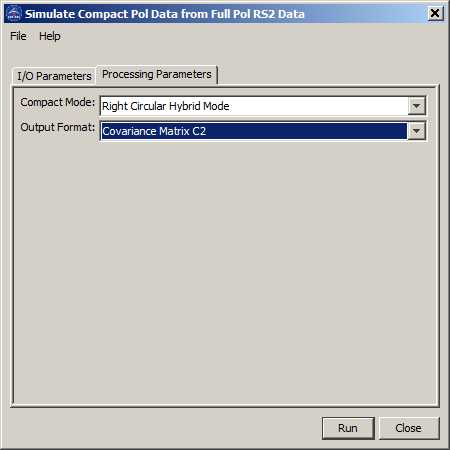 Simulate Compact Pol Data from Full Pol RS2 Data
File Help
I/O Parameters Processing Parameters
Compact Mode: Right Circular Hybrid Mode
Output Format: Covariance Matrix C2
Run Close